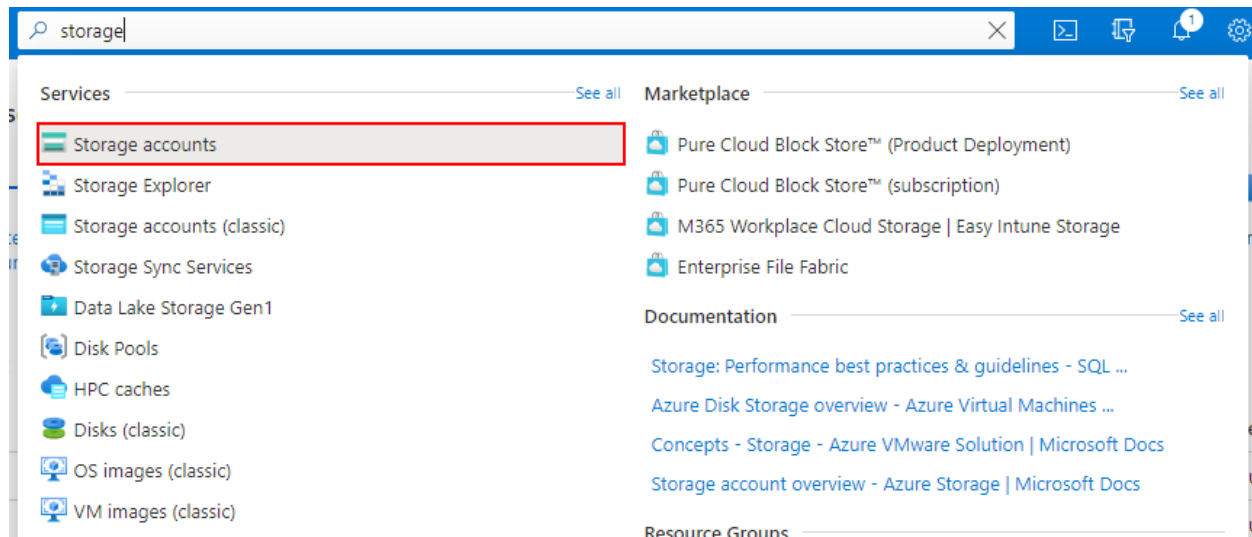 storage
1
Services
See all
Storage accounts
Storage Explorer
Storage accounts (classic)
Storage Sync Services
Data Lake Storage Gen1
Disk Pools
HPC caches
Disks (classic)
OS images (classic)
VM images (classic)
Marketplace
See all
Pure Cloud Block Store™ (Product Deployment)
Pure Cloud Block Store™ (subscription)
M365 Workplace Cloud Storage | Easy Intune Storage
Enterprise File Fabric
Documentation
See all
Storage: Performance best practices & guidelines - SQL ...
Azure Disk Storage overview - Azure Virtual Machines ...
Concepts - Storage - Azure VMware Solution | Microsoft Docs
Storage account overview - Azure Storage | Microsoft Docs
Resource Groups